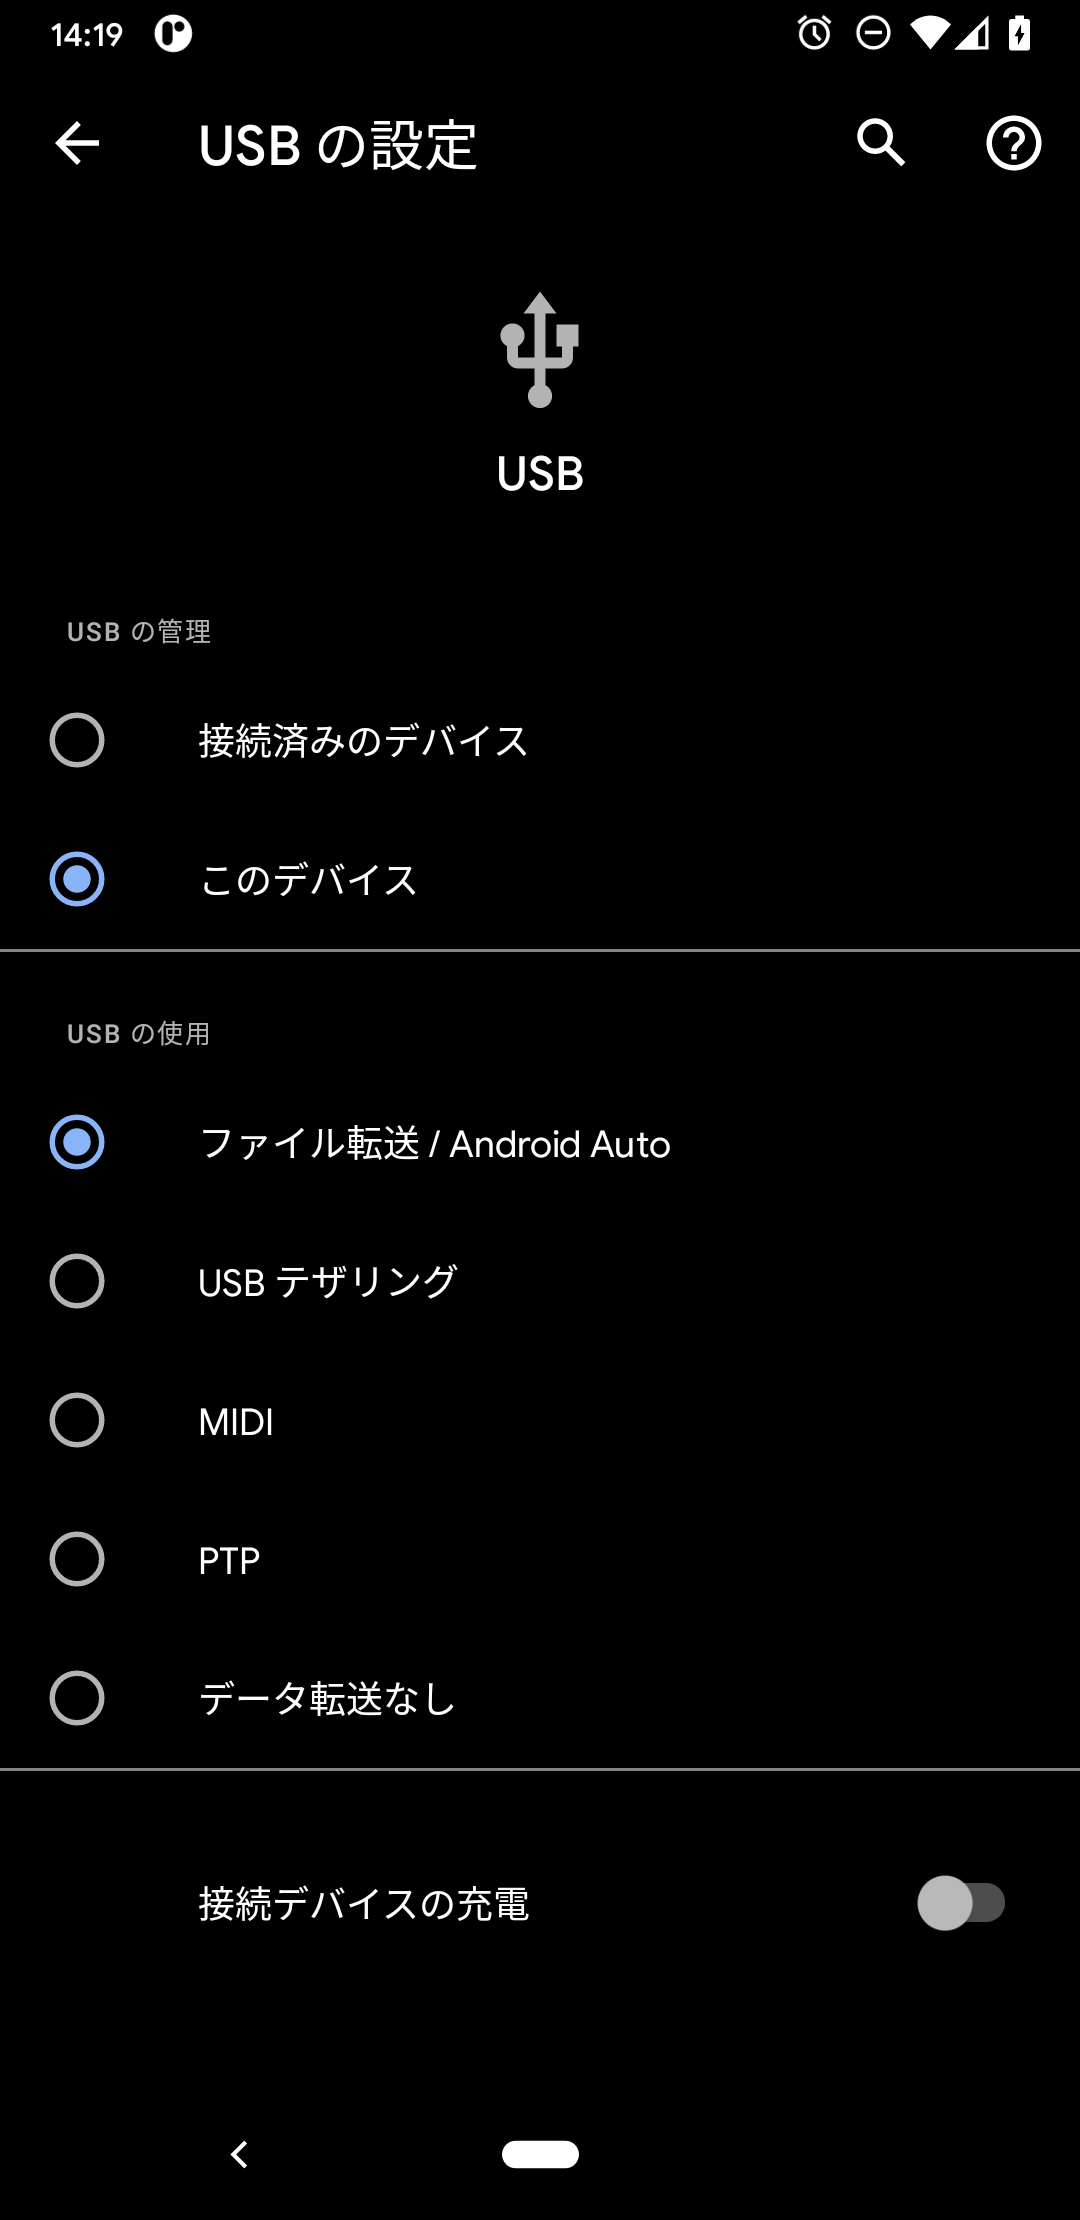 14:19
USB の設定
USB
USB の管理
接続済みのデバイス
このデバイス
USB の使用
ファイル転送 / Android Auto
USB テザリング
MIDI
PTP
データ転送なし
接続デバイスの充電